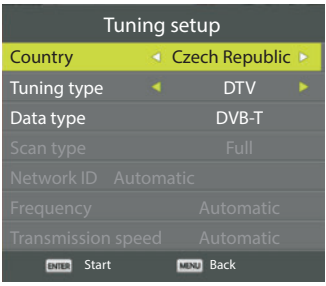 Tuning setup
Country Czech Republic
Tuning type DTV
Data type DVB-T
Scan type Full
Network ID Automatic
Frequency Automatic
Transmission speed Automatic
ENTER Start MENU Back